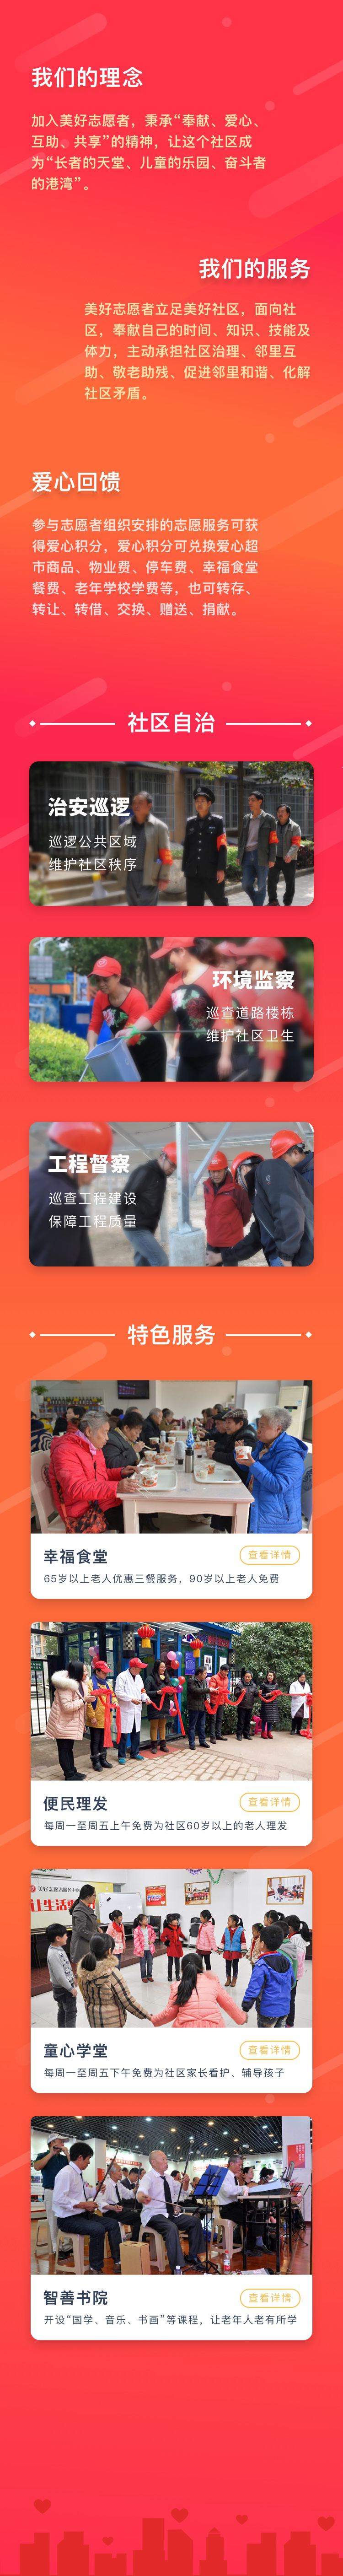 我们的理念
加入美好志愿者，秉承“奉献、爱心、
互助、共享”的精神，让这个社区成
为“长者的天堂、儿童的乐园、奋斗者
的港湾”。
我们的服务
美好志愿者立足美好社区，面向社
区，奉献自己的时间、知识、技能及
体力，主动承担社区治理、邻里互
助、敬老助残、促进邻里和谐、化解
社区矛盾。
爱心回馈
参与志愿者组织安排的志愿服务可获
得爱心积分，爱心积分可兑换爱心超
市商品、物业费、停车费、幸福食堂
餐费、老年学校学费等，也可转存、
转让、转借、交换、赠送、捐献。
社区自治
治安巡逻
巡逻公共区域
维护社区秩序
环境监察
巡查道路楼栋
维护社区卫生
工程督察
巡查工程建设
保障工程质量
特色服务
幸福食堂
查看详情
65岁以上老人优惠三餐服务，90岁以上老人免费
便民理发
查看详情
每周一至周五上午免费为社区60岁以上的老人理发
让生活
童心学堂
查看详情
每周一至周五下午免费为社区家长看护、辅导孩子
智善书院
查看详情
开设“国学、音乐、书画”等课程，让老年人老有所学